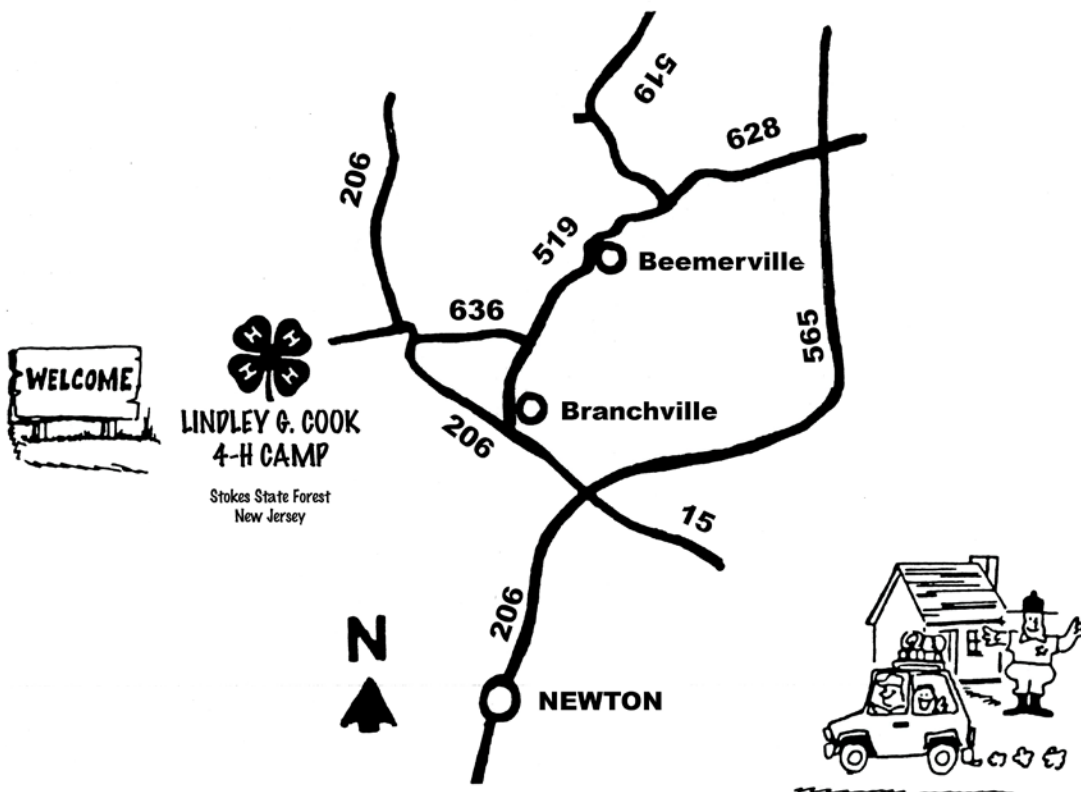 519
628
206
519
Beemerville
636
565
WELCOME
H H
H H
LINDLEY G. COOK
4-H CAMP
Stokes State Forest
New Jersey
Branchville
206
15
206
N
NEWTON